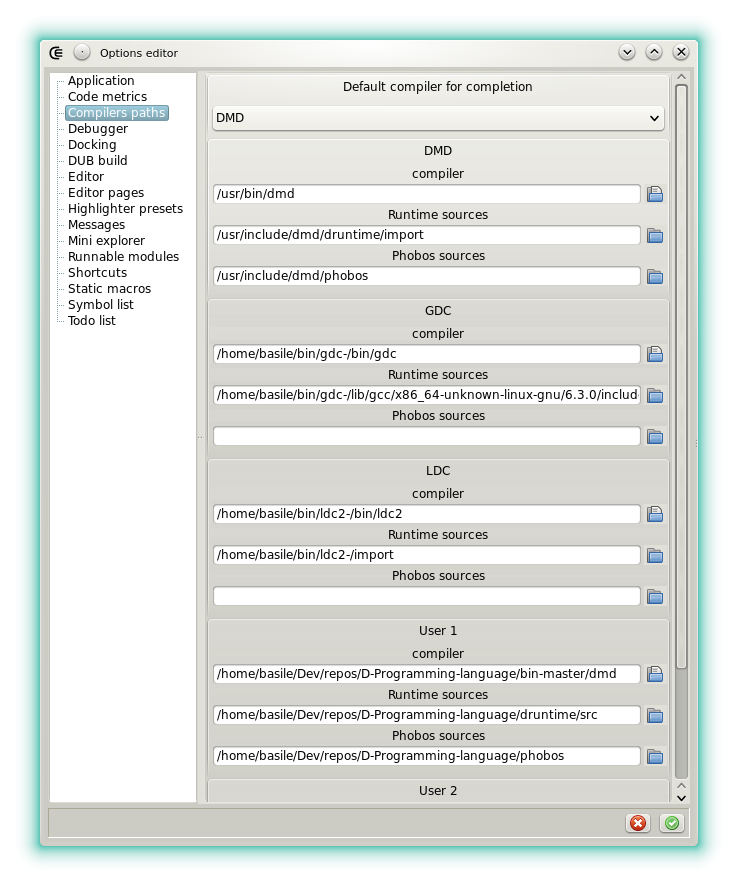 Options editor
Application
Code metrics
Compilers paths
Debugger
Docking
DUB build
Editor
Editor pages
Highlighter presets
Messages
Mini explorer
Runnable modules
Shortcuts
Static macros
Symbol list
Todo list
Default compiler for completion
DMD
DMD
compiler
/usr/bin/dmd
Runtime sources
/usr/include/dmd/druntime/import
Phobos sources
/usr/include/dmd/phobos
GDC
compiler
/home/basile/bin/gdc-/bin/gdc
Runtime sources
/home/basile/bin/gdc-/lib/gcc/x86_64-unknown-linux-gnu/6.3.0/includ
Phobos sources
LDC
compiler
/home/basile/bin/ldc2-/bin/ldc2
Runtime sources
/home/basile/bin/ldc2-/import
Phobos sources
User 1
compiler
/home/basile/Dev/repos/D-Programming-language/bin-master/dmd
Runtime sources
/home/basile/Dev/repos/D-Programming-language/druntime/src
Phobos sources
/home/basile/Dev/repos/D-Programming-language/phobos
User 2